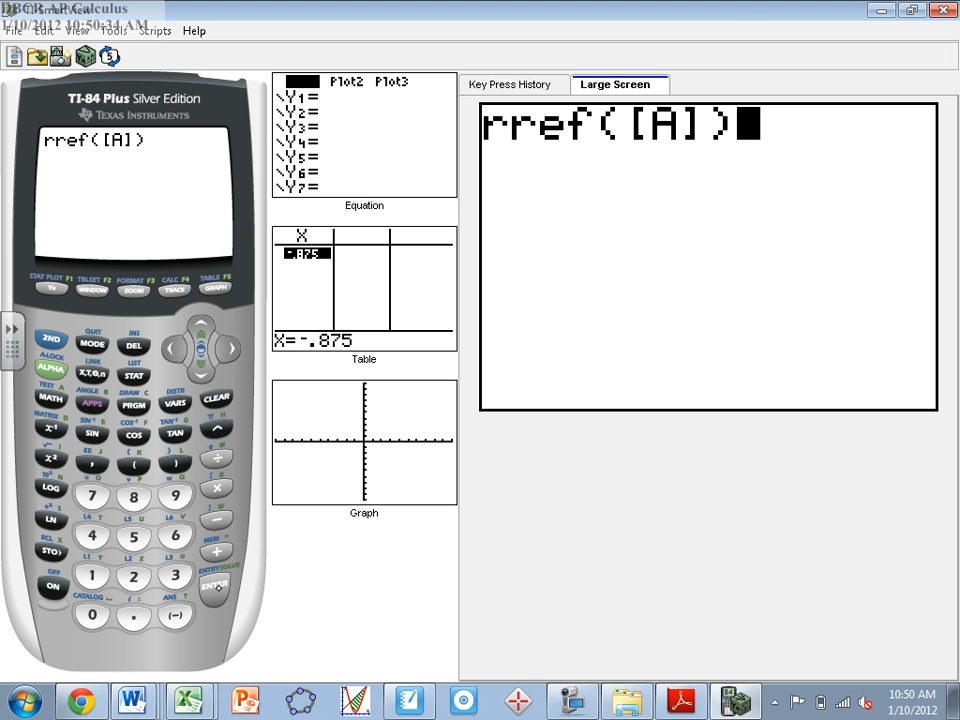 DBCR AP Calculus
1/10/2012 10:50:34 AM
TI-SmartView
File Edit View Tools Scripts Help
5
TI-84 Plus Silver Edition
TEXAS INSTRUMENTS
rref([A])
STAT PLOT F1 TBLSET F2 FORMAT F3 CALC F4 TABLE F5
Y= WINDOW ZOOM TRACE GRAPH
QUIT INS
2ND MODE DEL
A-LOCK LINK LIST
ALPHA X,T,θ,n STAT
TEST A ANGLE B DRAW C DISTR
MATH APPS PRGM VARS CLEAR
MATRIX D SIN⁻¹ E COS⁻¹ F TAN⁻¹ G π H
x⁻¹ SIN COS TAN ^
√ I EE J { K } L e M
x² , ( ) ÷
10ˣ N u O v P w Q [ R
LOG 7 8 9 ×
eˣ S L4 T L5 U L6 V ] W
LN 4 5 6 −
RCL X L1 Y L2 Z L3 θ MEM "
STO› 1 2 3 +
OFF CATALOG i : ANS ? ENTRY SOLVE
ON 0 . (−) ENTER
Plot2 Plot3
\Y1=
\Y2=
\Y3=
\Y4=
\Y5=
\Y6=
\Y7=
Equation
X
-.875
X=-.875
Table
Graph
Key Press History Large Screen
rref([A])
84
10:50 AM
1/10/2012